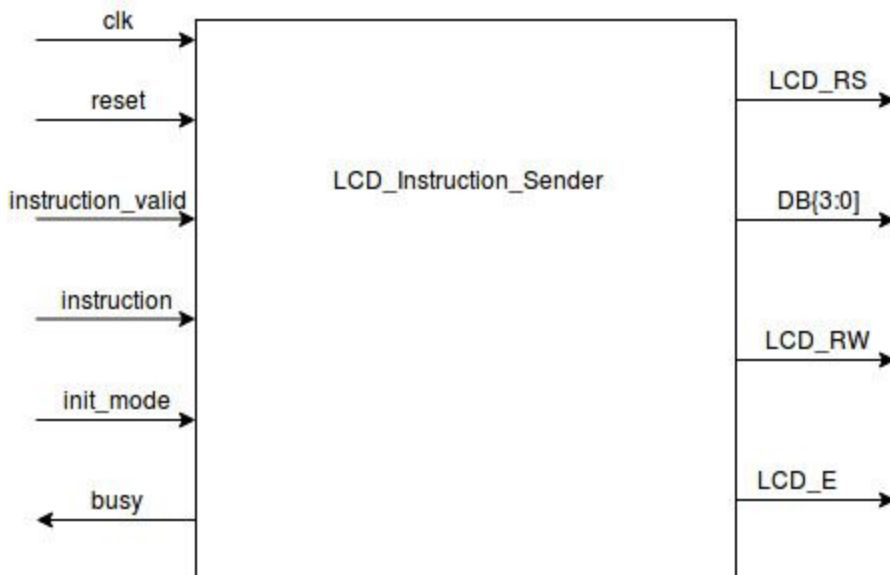 clk
reset
instruction_valid
instruction
init_mode
busy
LCD_Instruction_Sender
LCD_RS
DB{3:0]
LCD_RW
LCD_E